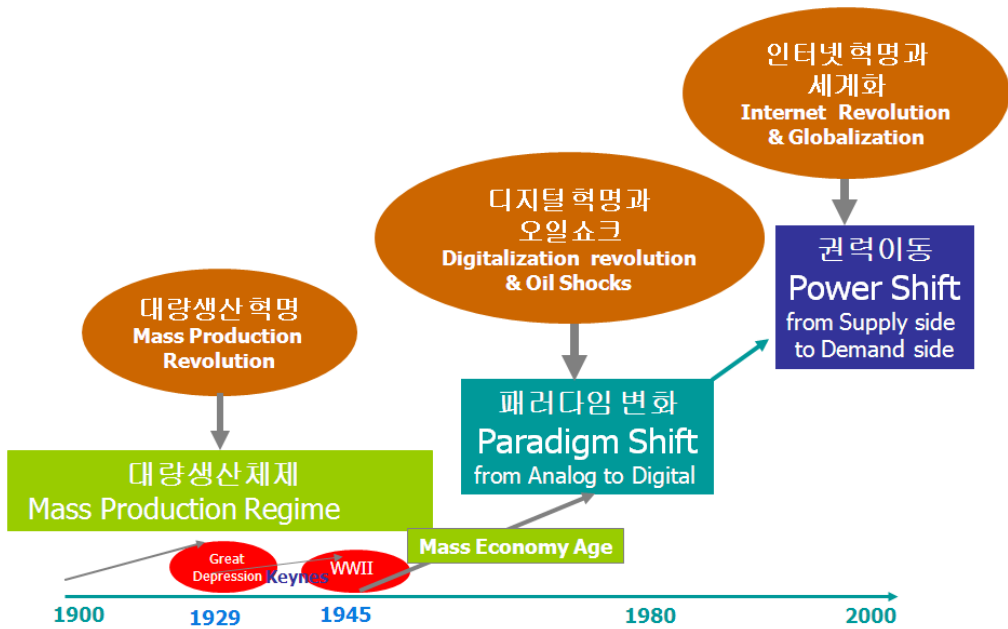 인터넷 혁명과
세계화
Internet Revolution
& Globalization
디지털 혁명과
오일쇼크
Digitalization revolution
& Oil Shocks
권력이동
Power Shift
from Supply side
to Demand side
대량생산 혁명
Mass Production
Revolution
패러다임 변화
Paradigm Shift
from Analog to Digital
대량생산체제
Mass Production Regime
Mass Economy Age
Great
Depression
Keynes
WWII
1900
1929
1945
1980
2000